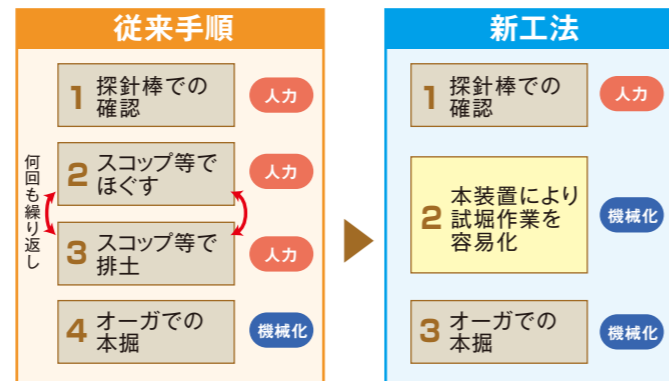 従来手順
1 探針棒での
確認
人力
2 スコップ等で
ほぐす
人力
何回も繰り返し
3 スコップ等で
排土
人力
4 オーガでの
本掘
機械化
新工法
1 探針棒での
確認
人力
2 本装置により
試堀作業を
容易化
機械化
3 オーガでの
本掘
機械化